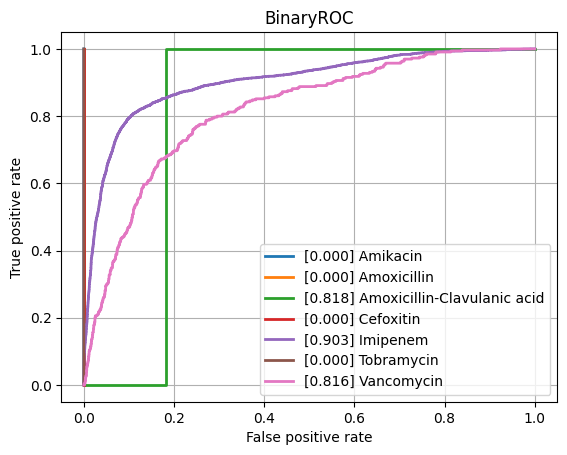 BinaryROC
1.0
0.8
0.6
0.4
0.2
0.0
True positive rate
[0.000] Amikacin
[0.000] Amoxicillin
[0.818] Amoxicillin-Clavulanic acid
[0.000] Cefoxitin
[0.903] Imipenem
[0.000] Tobramycin
[0.816] Vancomycin
0.0 0.2 0.4 0.6 0.8 1.0
False positive rate